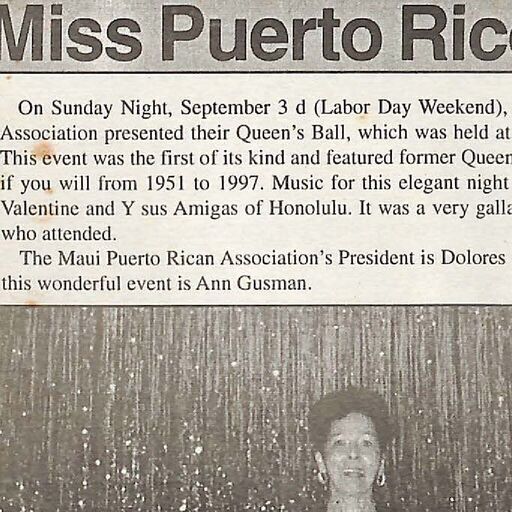 Miss Puerto Ric
On Sunday Night, September 3 d (Labor Day Weekend),
Association presented their Queen's Ball, which was held at
This event was the first of its kind and featured former Queen
if you will from 1951 to 1997. Music for this elegant night
Valentine and Y sus Amigas of Honolulu. It was a very galla
who attended.
The Maui Puerto Rican Association's President is Dolores
this wonderful event is Ann Gusman.